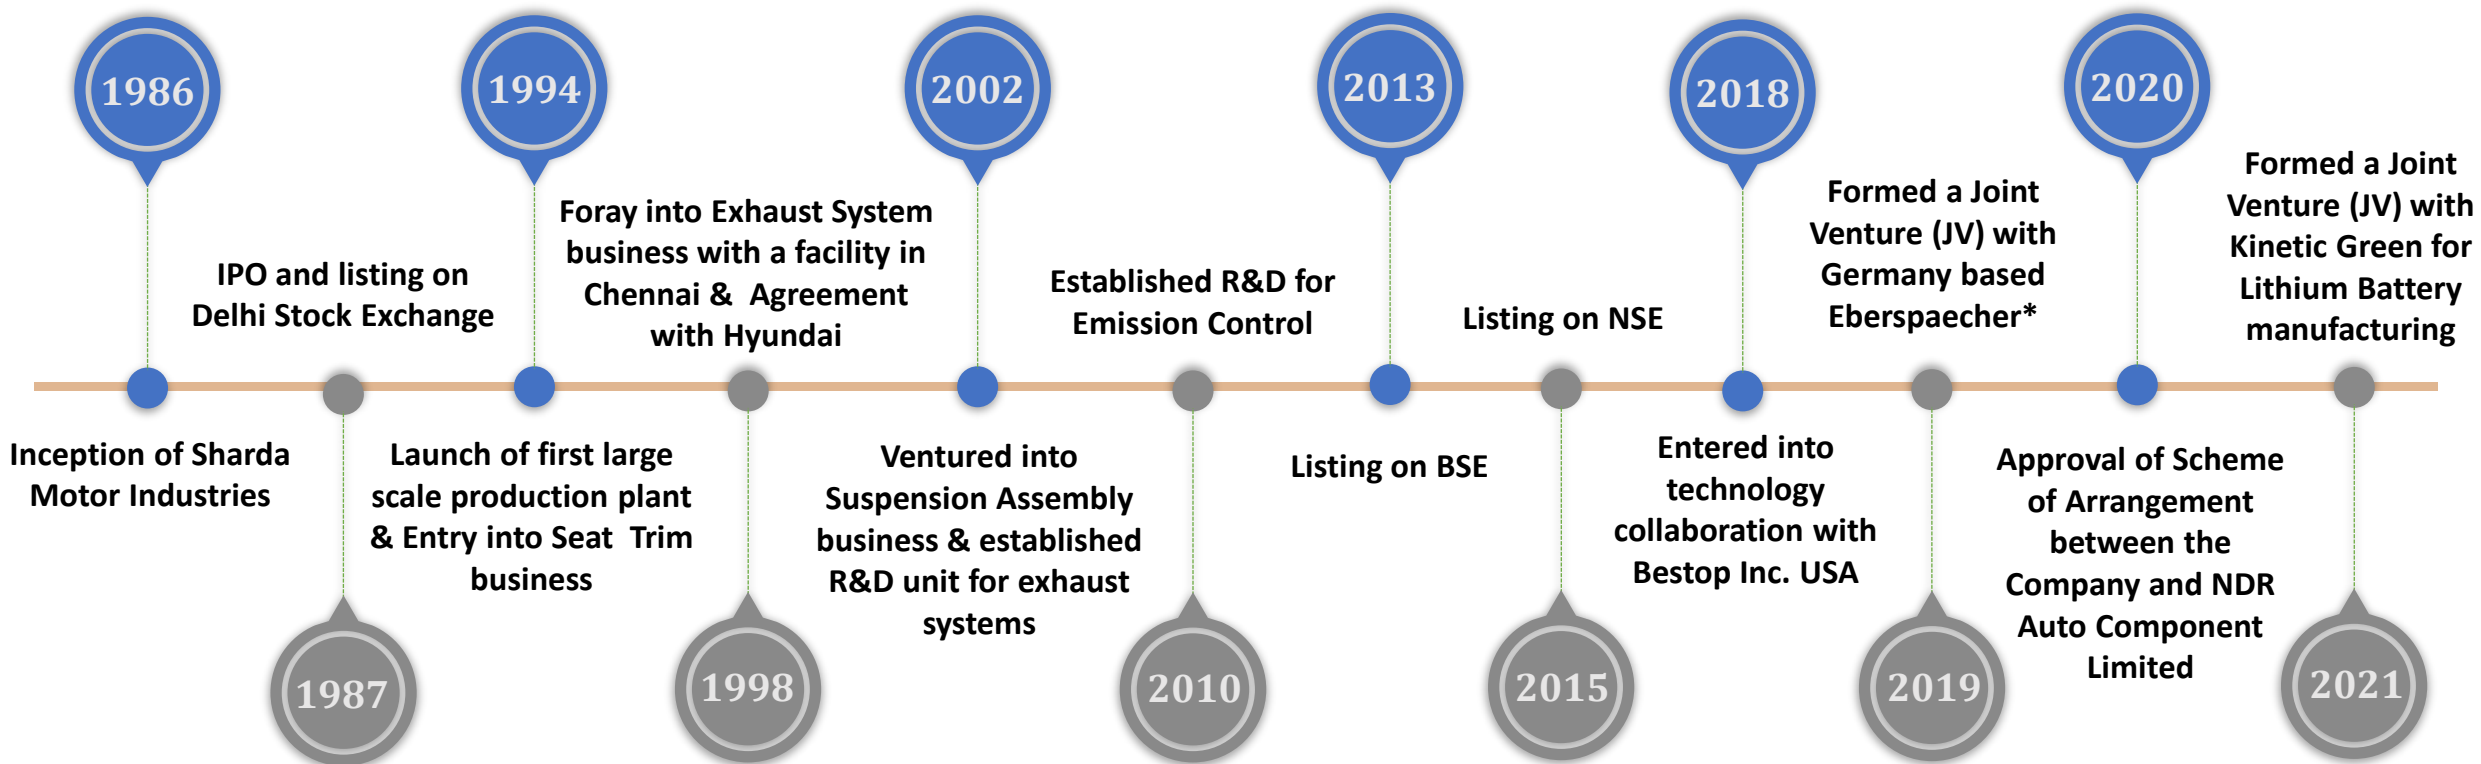 1986
Inception of Sharda
Motor Industries
IPO and listing on
Delhi Stock Exchange
1987
1994
Launch of first large
scale production plant
& Entry into Seat Trim
business
Foray into Exhaust System
business with a facility in
Chennai & Agreement
with Hyundai
1998
2002
Ventured into
Suspension Assembly
business & established
R&D unit for exhaust
systems
Established R&D for
Emission Control
2010
2013
Listing on BSE
Listing on NSE
2015
2018
Entered into
technology
collaboration with
Bestop Inc. USA
Formed a Joint
Venture (JV) with
Germany based
Eberspaecher*
2019
2020
Approval of Scheme
of Arrangement
between the
Company and NDR
Auto Component
Limited
Formed a Joint
Venture (JV) with
Kinetic Green for
Lithium Battery
manufacturing
2021